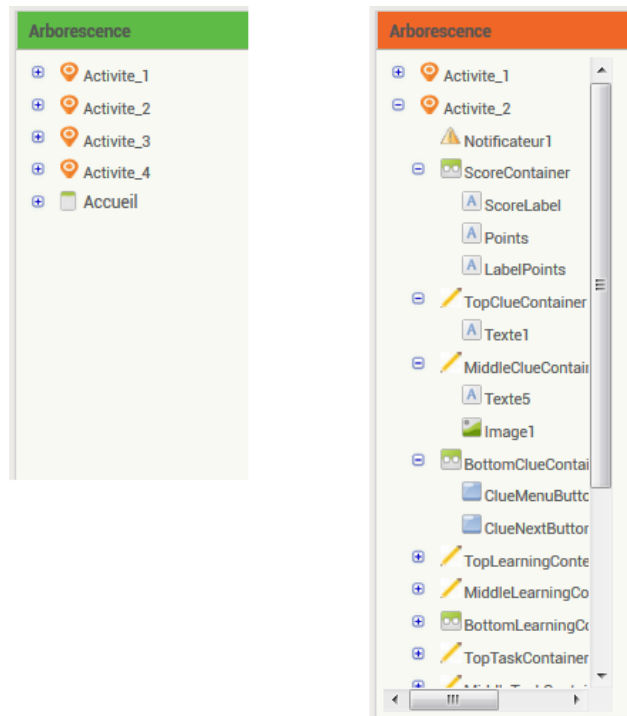 Arborescence
Activite_1
Activite_2
Activite_3
Activite_4
Accueil
Arborescence
Activite_1
Activite_2
Notificateur1
ScoreContainer
ScoreLabel
Points
LabelPoints
TopClueContainer
Texte1
MiddleClueContain
Texte5
Image1
BottomClueContai
ClueMenuButto
ClueNextButton
TopLearningConte
MiddleLearningCo
BottomLearningCo
TopTaskContainer